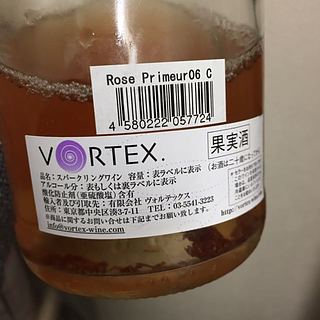 Rose Primeur06 C
4 580222 057724
VORTEX.
果実酒
品名：スパークリングワイン 容量：表ラベルに表示
(お酒は二十歳になってから
アルコール分：表もしくは裏ラベルに表示
酸化防止剤（亜硫酸塩）含有
輸入者及び引取先：有限会社 ヴォルテックス
住所：東京都中央区湊3-7-11 TEL：03-5541-3223
※商品に関するお問い合せは下記までお願い致します
info@vortex-wine.com
http:/